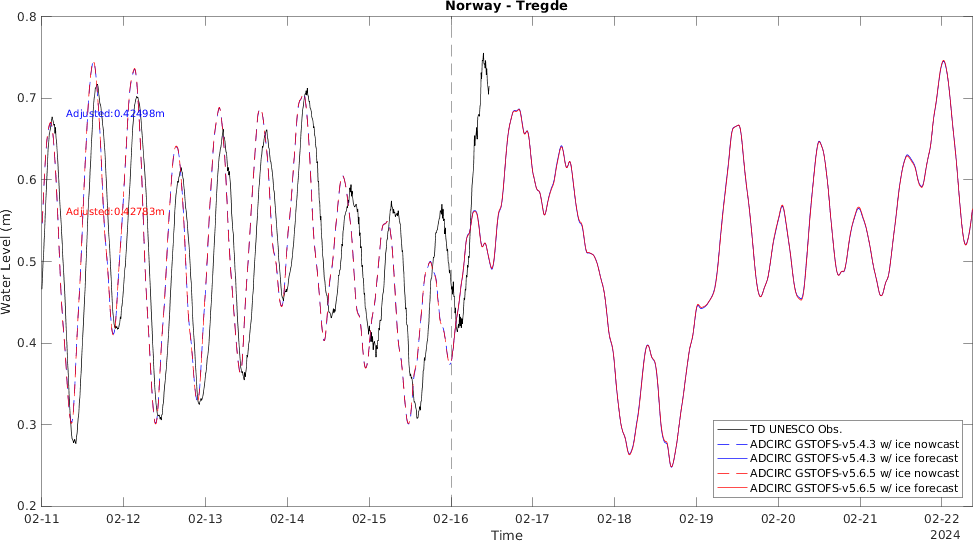 Norway - Tregde
Water Level (m)
0.8
0.7
0.6
0.5
0.4
0.3
0.2
Adjusted:0.42498m
Adjusted:0.42793m
TD UNESCO Obs.
ADCIRC GSTOFS-v5.4.3 w/ ice nowcast
ADCIRC GSTOFS-v5.4.3 w/ ice forecast
ADCIRC GSTOFS-v5.6.5 w/ ice nowcast
ADCIRC GSTOFS-v5.6.5 w/ ice forecast
02-11 02-12 02-13 02-14 02-15 02-16 02-17 02-18 02-19 02-20 02-21 02-22
2024
Time